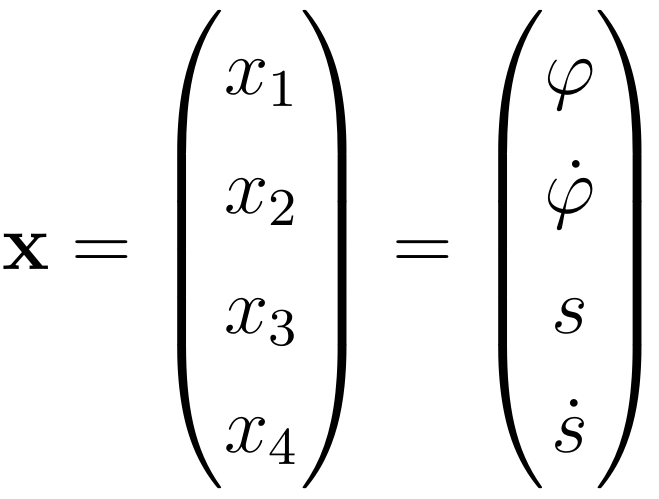 x = ( x₁ x₂ x₃ x₄ ) = ( φ φ̇ s ṡ )